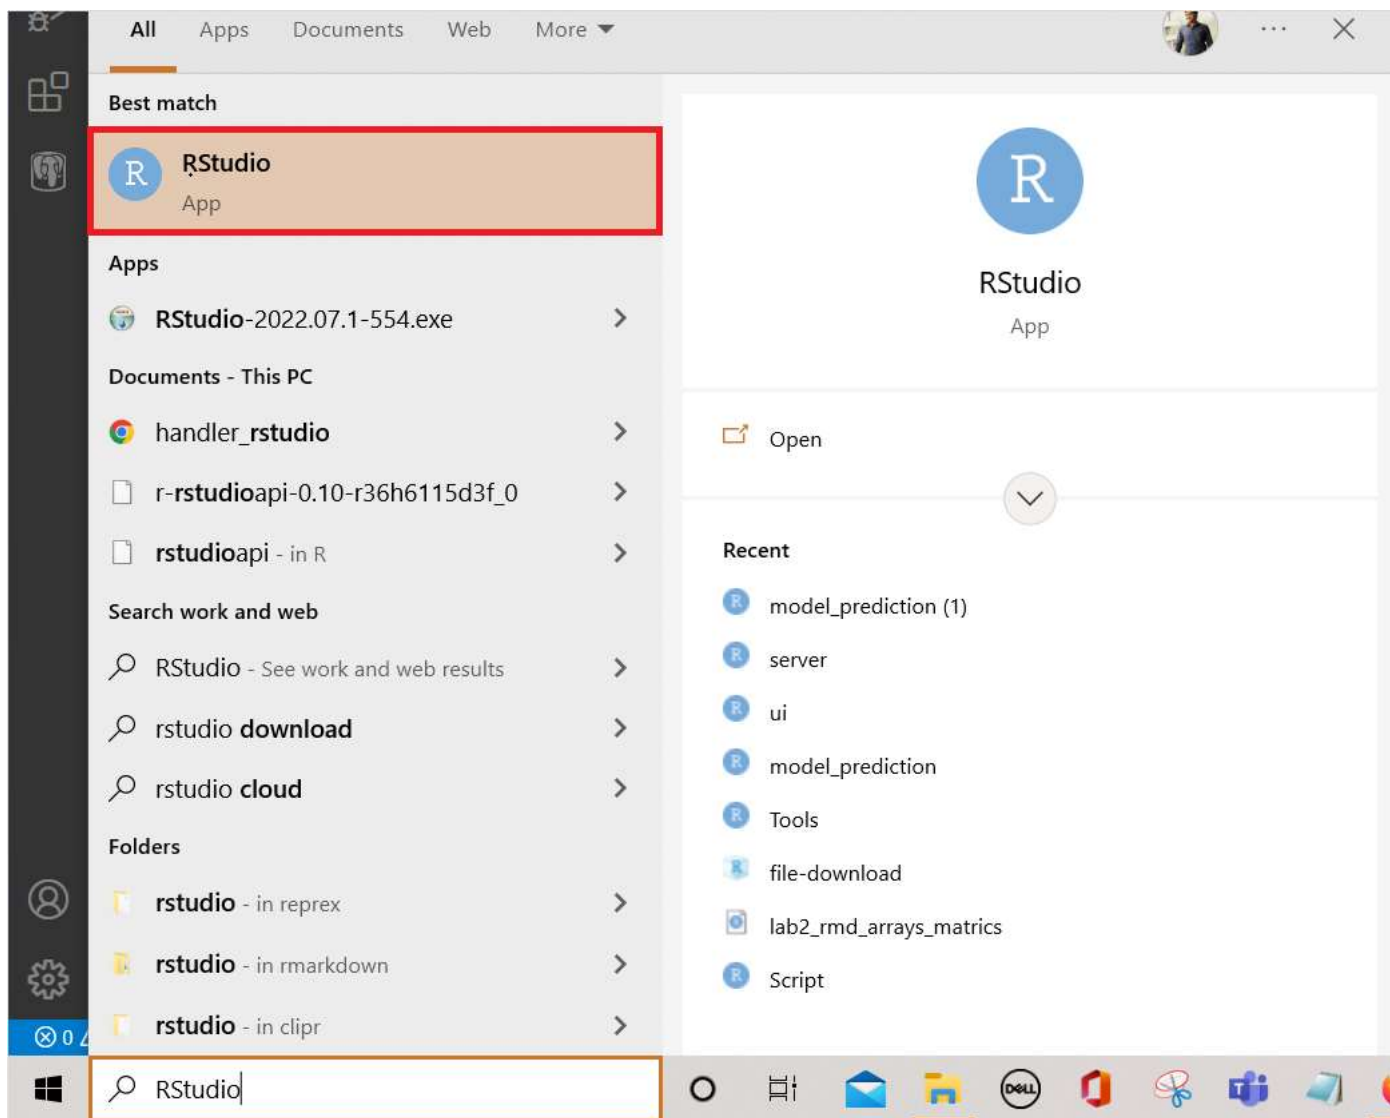 All Apps Documents Web More
Best match
R
RStudio
App
Apps
RStudio-2022.07.1-554.exe
Documents - This PC
handler_rstudio
r-rstudioapi-0.10-r36h6115d3f_0
rstudioapi - in R
Search work and web
RStudio - See work and web results
rstudio download
rstudio cloud
Folders
rstudio - in reprex
rstudio - in rmarkdown
rstudio - in clipr
R
RStudio
App
Open
Recent
R model_prediction (1)
R server
R ui
R model_prediction
R Tools
R file-download
lab2_rmd_arrays_matrics
R Script
0
RStudio
DELL